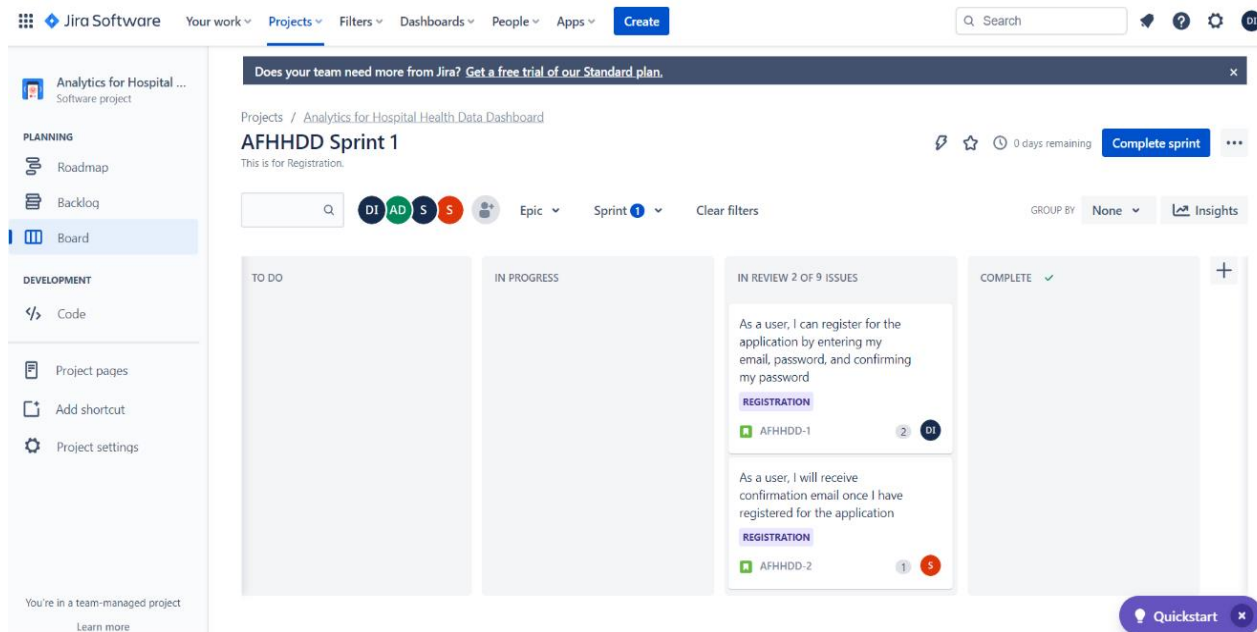 Jira Software
Your work
Projects
Filters
Dashboards
People
Apps
Create
Search
DI
Analytics for Hospital ...
Software project
Does your team need more from Jira? Get a free trial of our Standard plan.
Projects / Analytics for Hospital Health Data Dashboard
AFHHDD Sprint 1
This is for Registration.
0 days remaining
Complete sprint
PLANNING
Roadmap
Backlog
Board
DEVELOPMENT
Code
Project pages
Add shortcut
Project settings
You're in a team-managed project
Learn more
DI
AD
S
S
Epic
Sprint 1
Clear filters
GROUP BY
None
Insights
TO DO
IN PROGRESS
IN REVIEW 2 OF 9 ISSUES
As a user, I can register for the
application by entering my
email, password, and confirming
my password
REGISTRATION
AFHHDD-1
2
DI
As a user, I will receive
confirmation email once I have
registered for the application
REGISTRATION
AFHHDD-2
1
S
COMPLETE
Quickstart